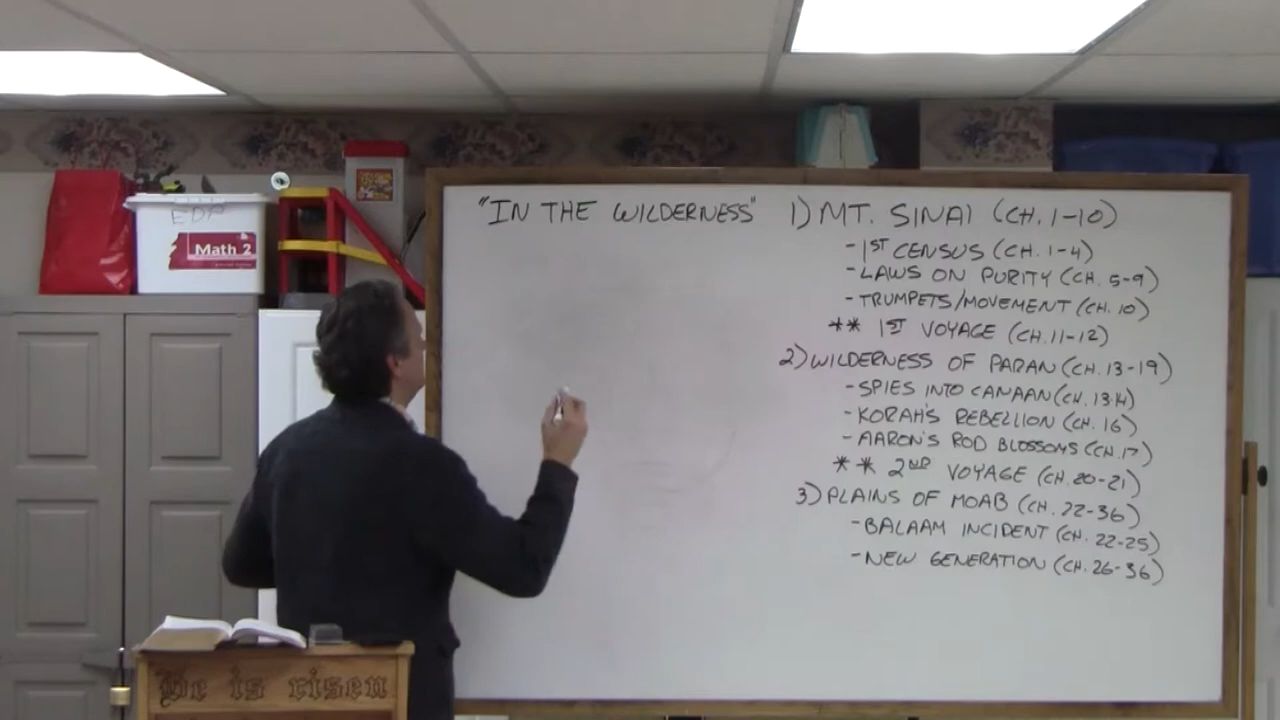 EDP
Math 2
"IN THE WILDERNESS" 1) MT. SINAI (CH. 1-10)
- 1ST CENSUS (CH. 1-4)
- LAWS ON PURITY (CH. 5-9)
- TRUMPETS/MOVEMENT (CH. 10)
** 1ST VOYAGE (CH. 11-12)
2) WILDERNESS OF PARAN (CH. 13-19)
- SPIES INTO CANAAN (CH. 13-14)
- KORAH'S REBELLION (CH. 16)
- AARON'S ROD BLOSSOMS (CH. 17)
** 2ND VOYAGE (CH. 20-21)
3) PLAINS OF MOAB (CH. 22-36)
- BALAAM INCIDENT (CH. 22-25)
- NEW GENERATION (CH. 26-36)
He is risen